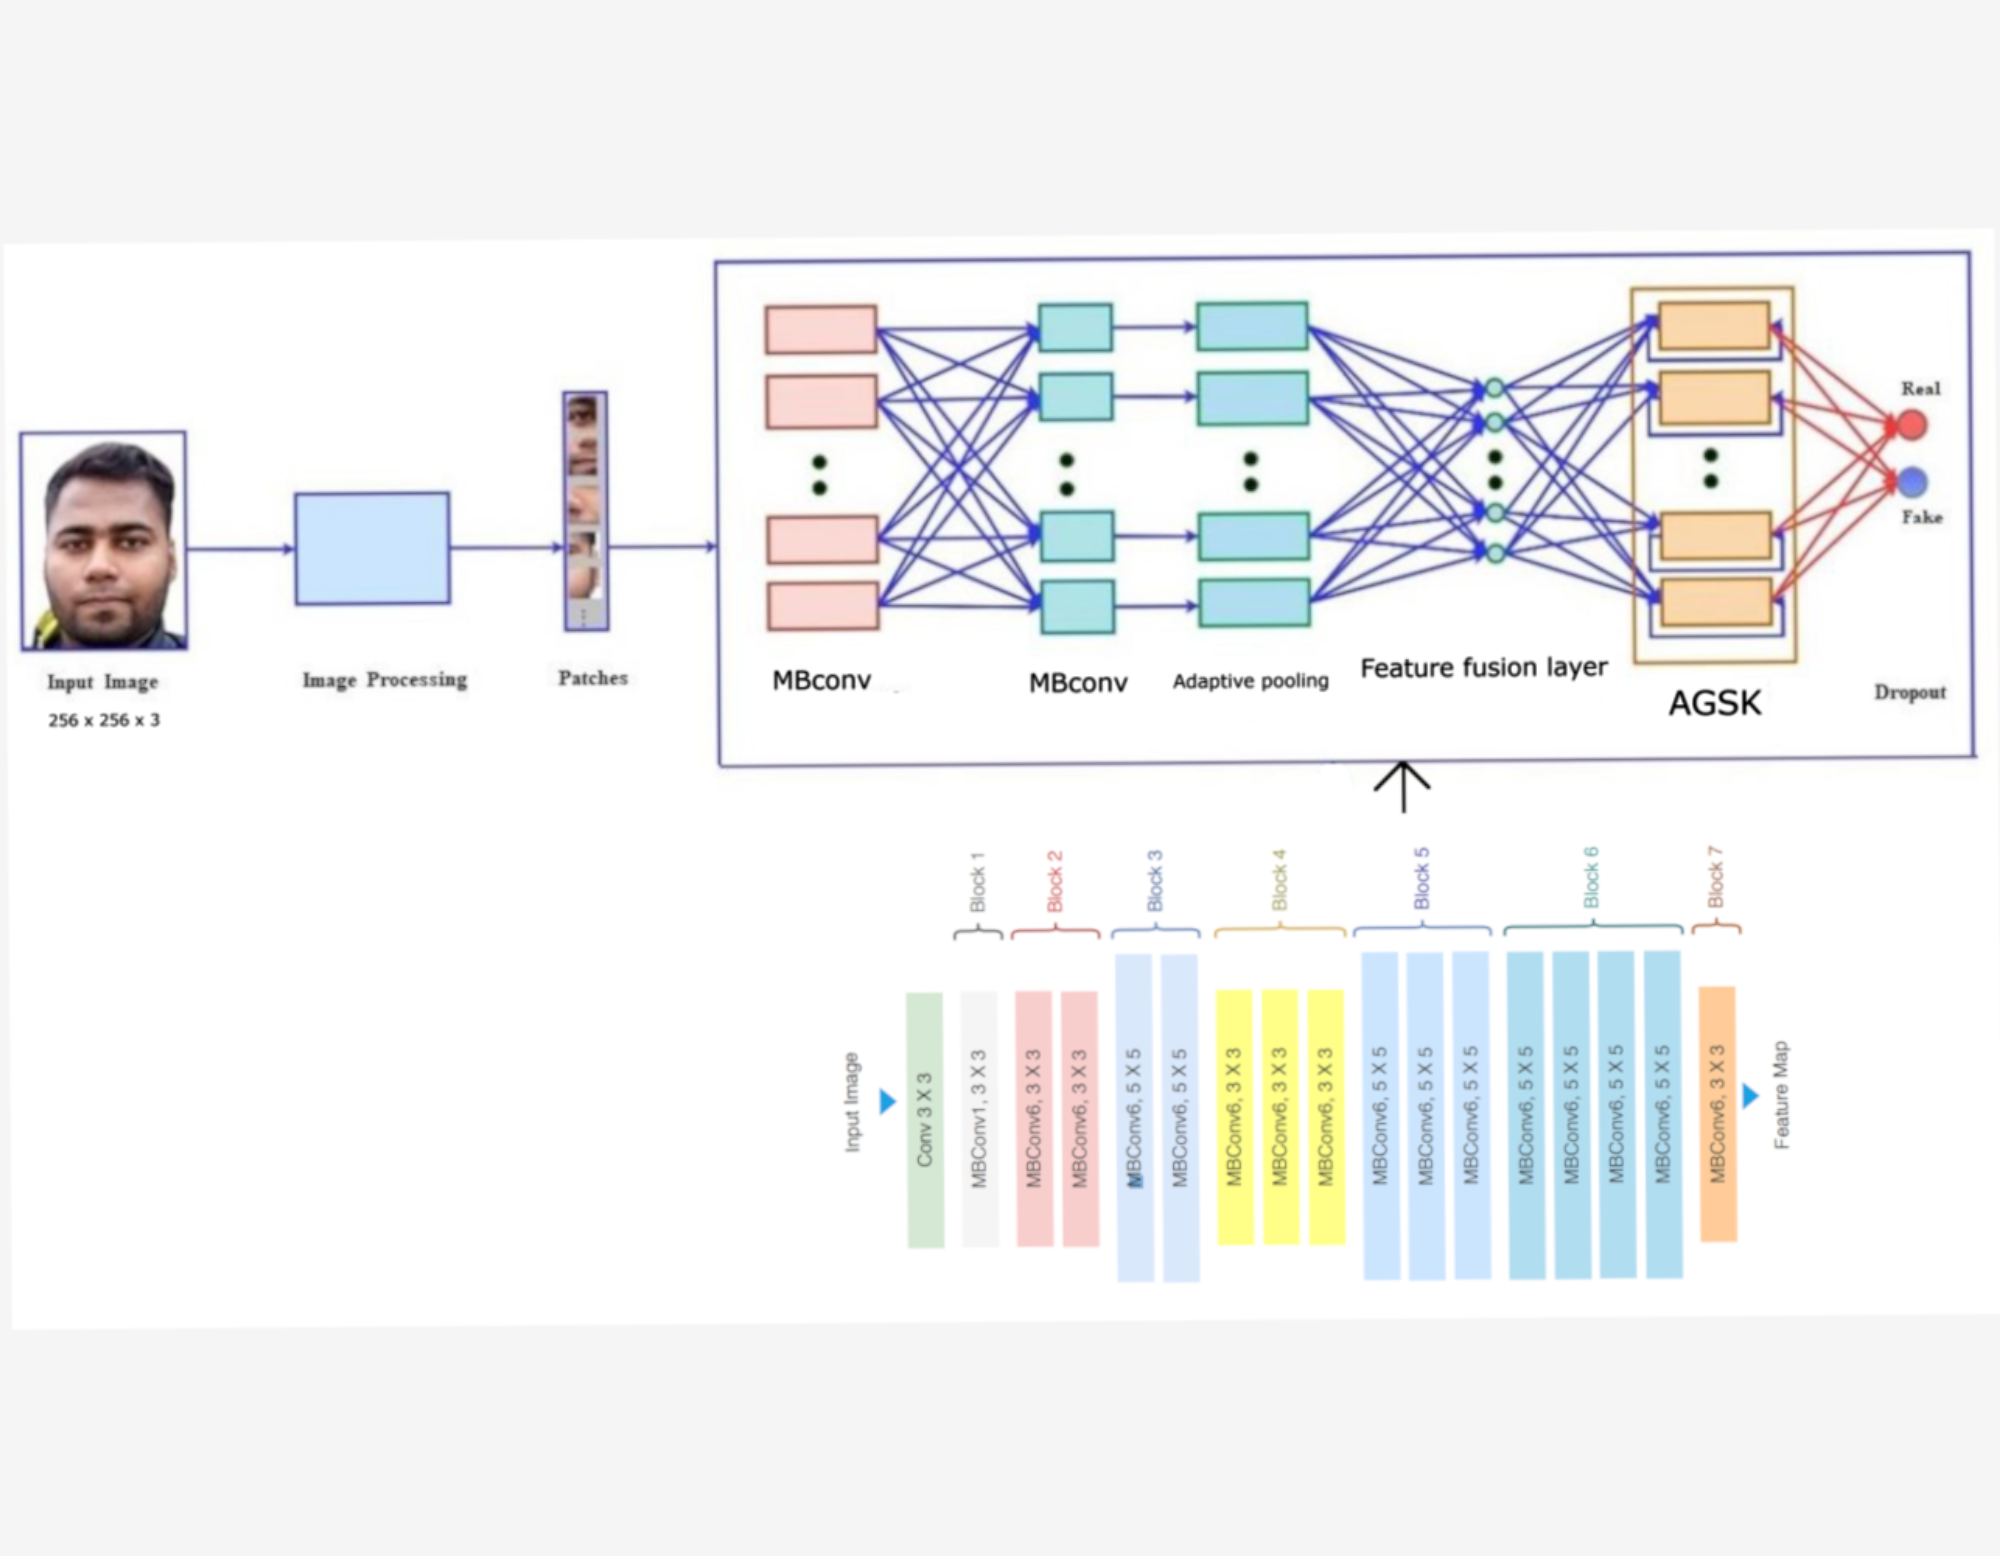 Input Image
256 x 256 x 3
Image Processing
Patches
MBconv
MBconv
Adaptive pooling
Feature fusion layer
AGSK
Real
Fake
Dropout
Block 1
Block 2
Block 3
Block 4
Block 5
Block 6
Block 7
Input Image
Conv 3 X 3
MBConv1, 3 X 3
MBConv6, 3 X 3
MBConv6, 3 X 3
MBConv6, 5 X 5
MBConv6, 5 X 5
MBConv6, 3 X 3
MBConv6, 3 X 3
MBConv6, 3 X 3
MBConv6, 5 X 5
MBConv6, 5 X 5
MBConv6, 5 X 5
MBConv6, 5 X 5
MBConv6, 5 X 5
MBConv6, 5 X 5
MBConv6, 5 X 5
MBConv6, 3 X 3
Feature Map